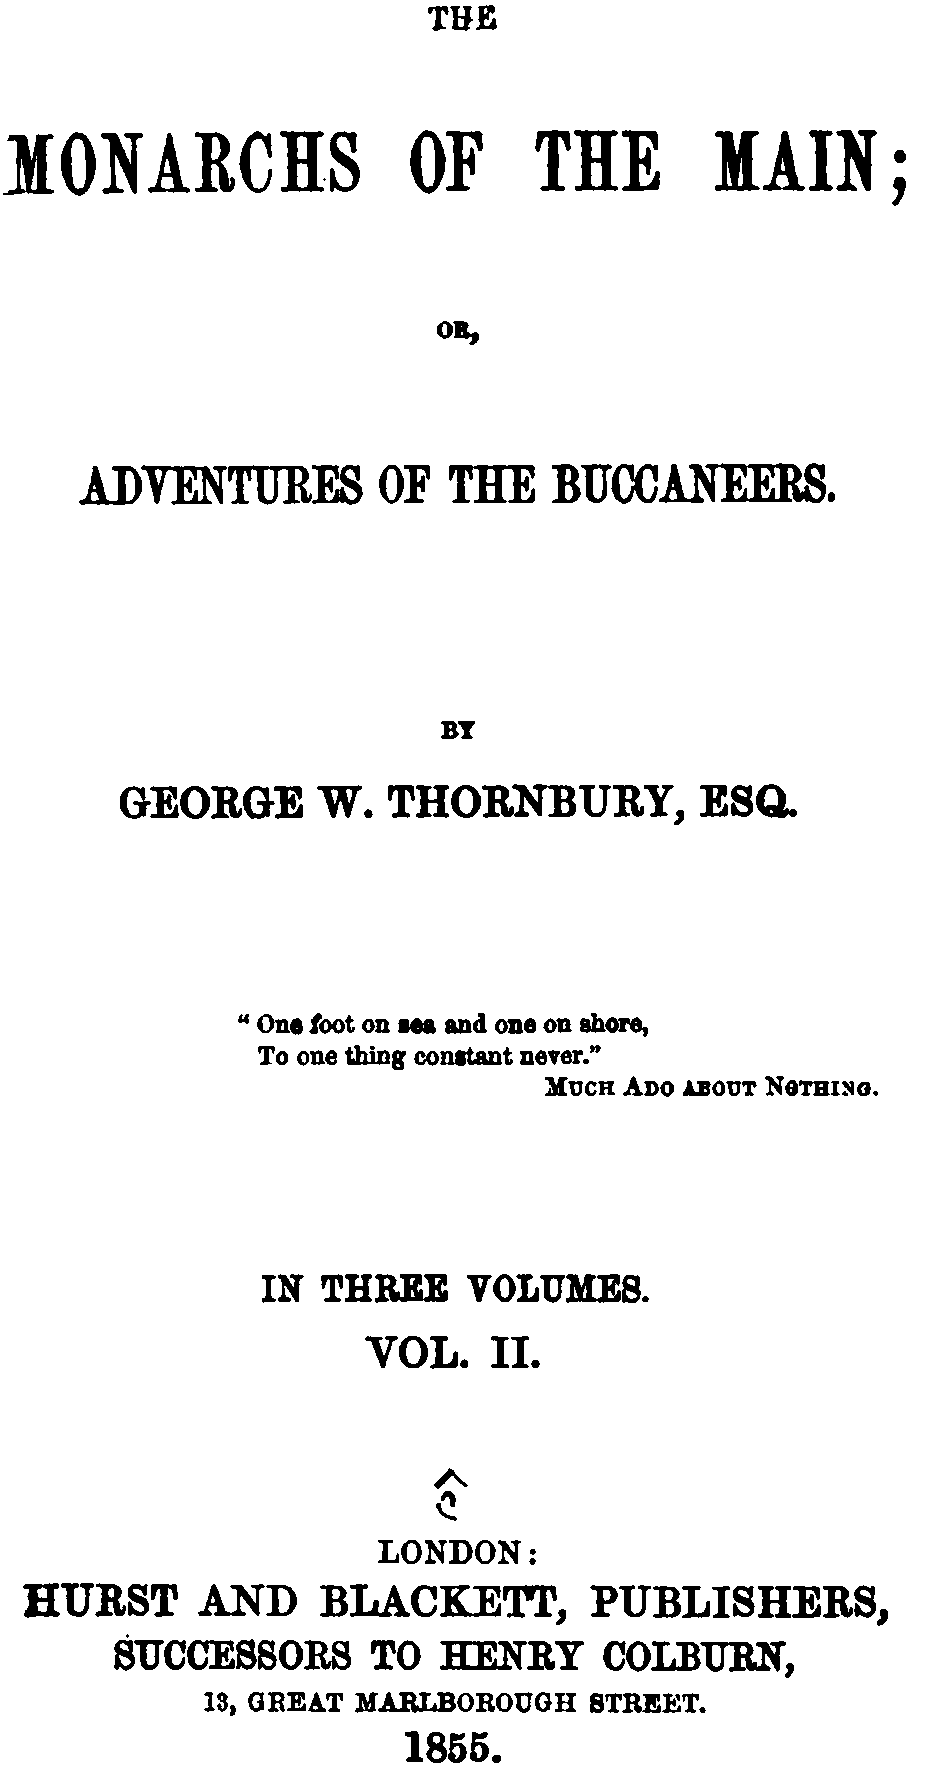 THE
MONARCHS OF THE MAIN;
OR,
ADVENTURES OF THE BUCCANEERS.
BY
GEORGE W. THORNBURY, ESQ.
“ One foot on sea and one on shore,
To one thing constant never.”
MUCH ADO ABOUT NOTHING.
IN THREE VOLUMES.
VOL. II.
LONDON:
HURST AND BLACKETT, PUBLISHERS,
SUCCESSORS TO HENRY COLBURN,
13, GREAT MARLBOROUGH STREET.
1855.